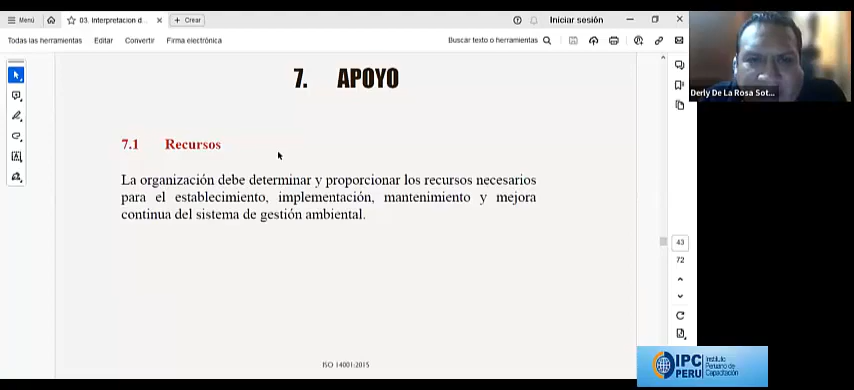 Menú
03. Interpretacion d...
+ Crear
Iniciar sesión
Todas las herramientas
Editar
Convertir
Firma electrónica
Buscar texto o herramientas
Derly De La Rosa Sot...
7. APOYO
7.1 Recursos
La organización debe determinar y proporcionar los recursos necesarios
para el establecimiento, implementación, mantenimiento y mejora
continua del sistema de gestión ambiental.
43
72
ISO 14001:2015
IPC
PERU
Instituto
Peruano de
Capacitación